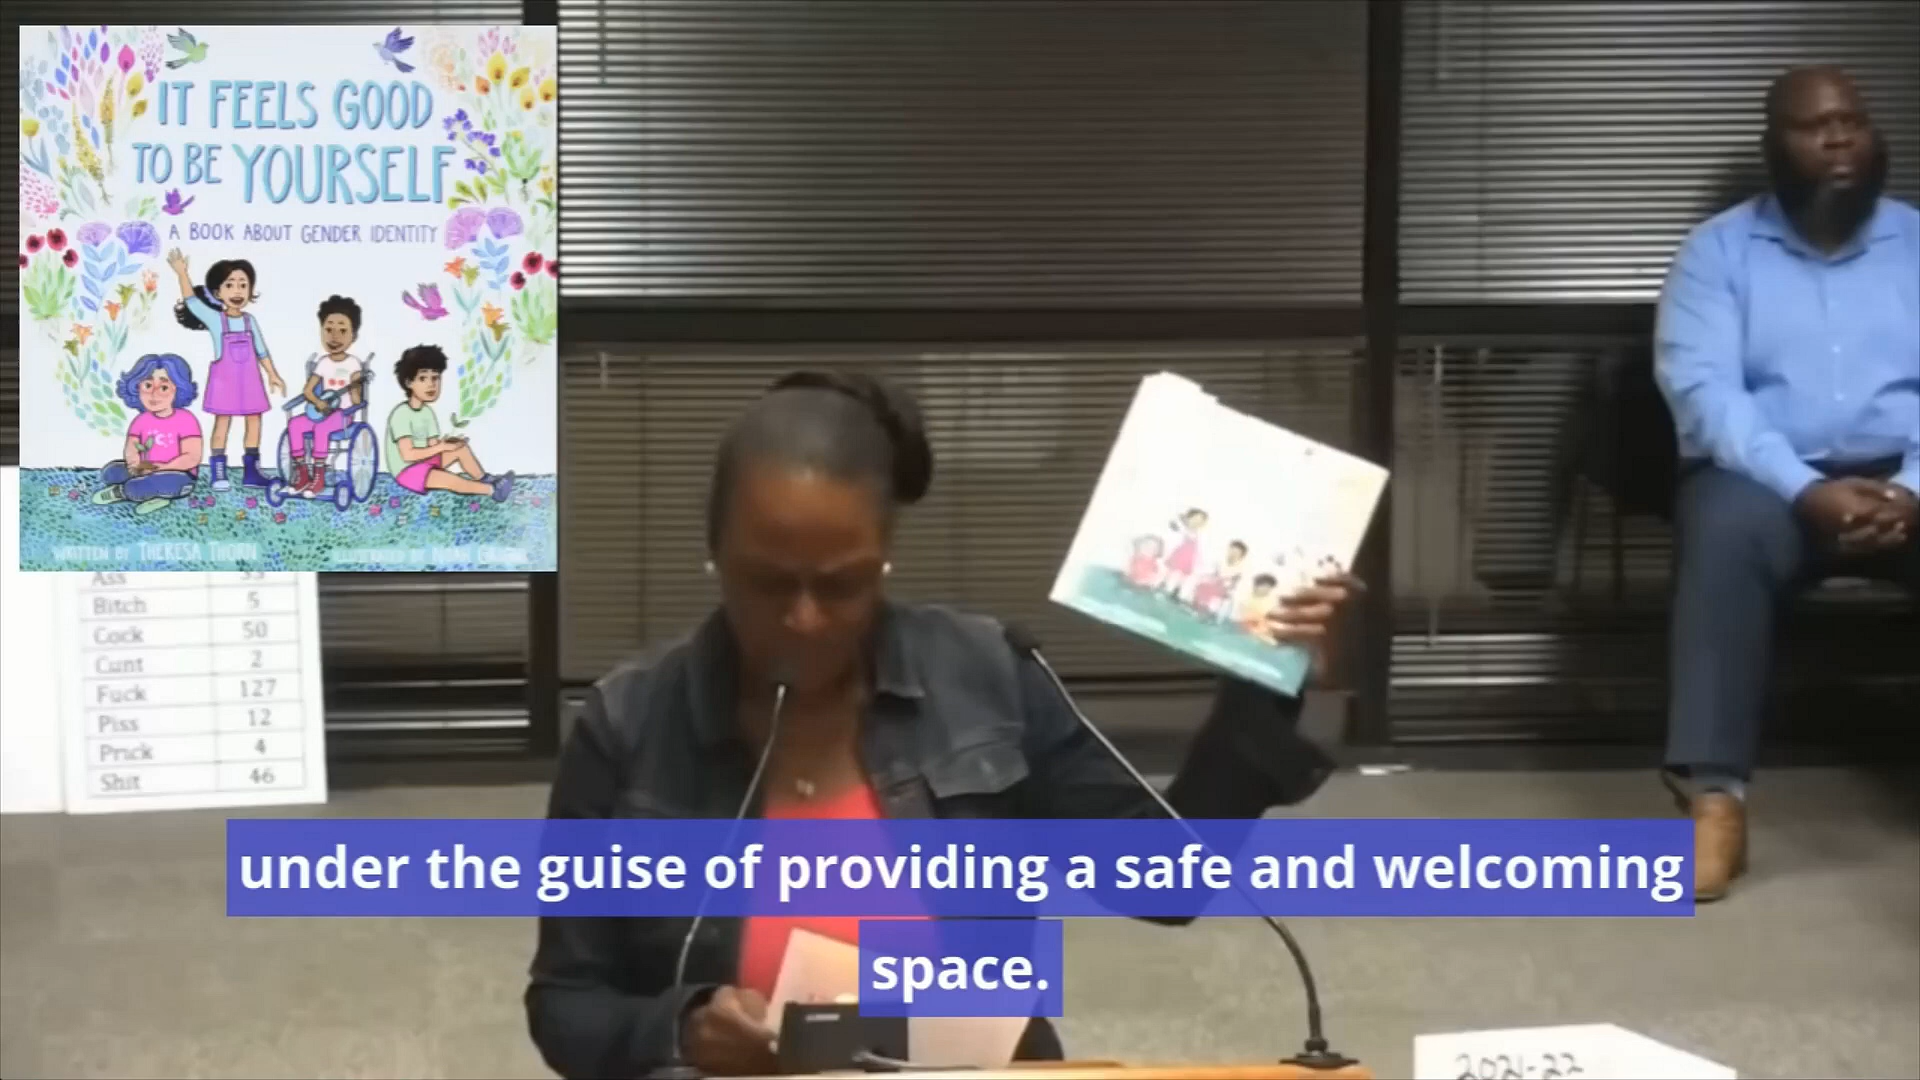 IT FEELS GOOD
TO BE YOURSELF
A BOOK ABOUT GENDER IDENTITY
WRITTEN BY THERESA THORN
ILLUSTRATED BY NOAH GRIGNI
Ass 33
Bitch 5
Cock 50
Cunt 2
Fuck 127
Piss 12
Prick 4
Shit 46
under the guise of providing a safe and welcoming
space.
2021-22